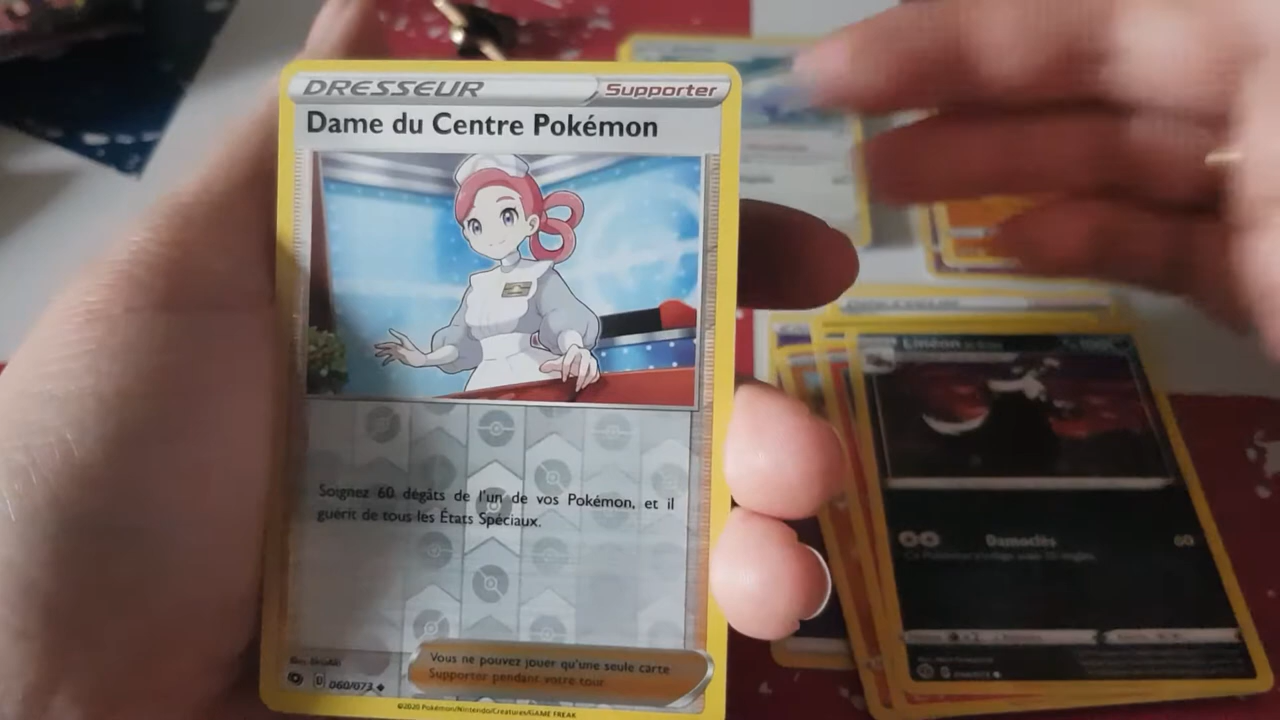 DRESSEUR
Supporter
Dame du Centre Pokémon
Soignez 60 dégâts de l'un de vos Pokémon, et il
guérit de tous les États Spéciaux.
Vous ne pouvez jouer qu'une seule carte
Supporter pendant votre tour.
060/073
©2020 Pokémon/Nintendo/Creatures/GAME FREAK
Linéon
Damoclès
60